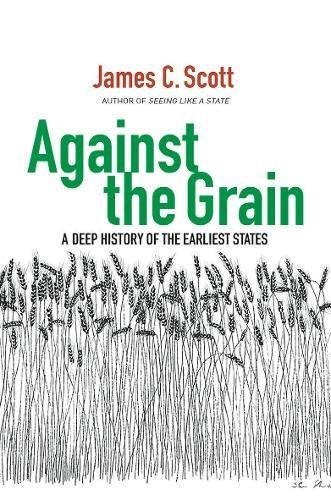 James C. Scott
AUTHOR OF SEEING LIKE A STATE
Against
the Grain
A DEEP HISTORY OF THE EARLIEST STATES